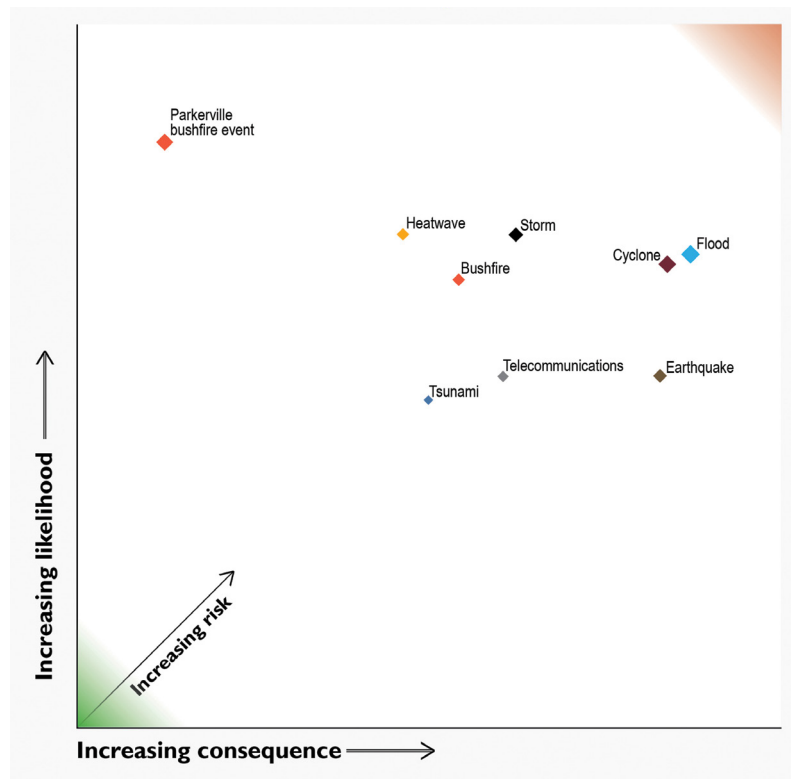 Parkerville
bushfire event
Heatwave
Storm
Flood
Cyclone
Bushfire
Telecommunications
Earthquake
Tsunami
Increasing likelihood
Increasing risk
Increasing consequence